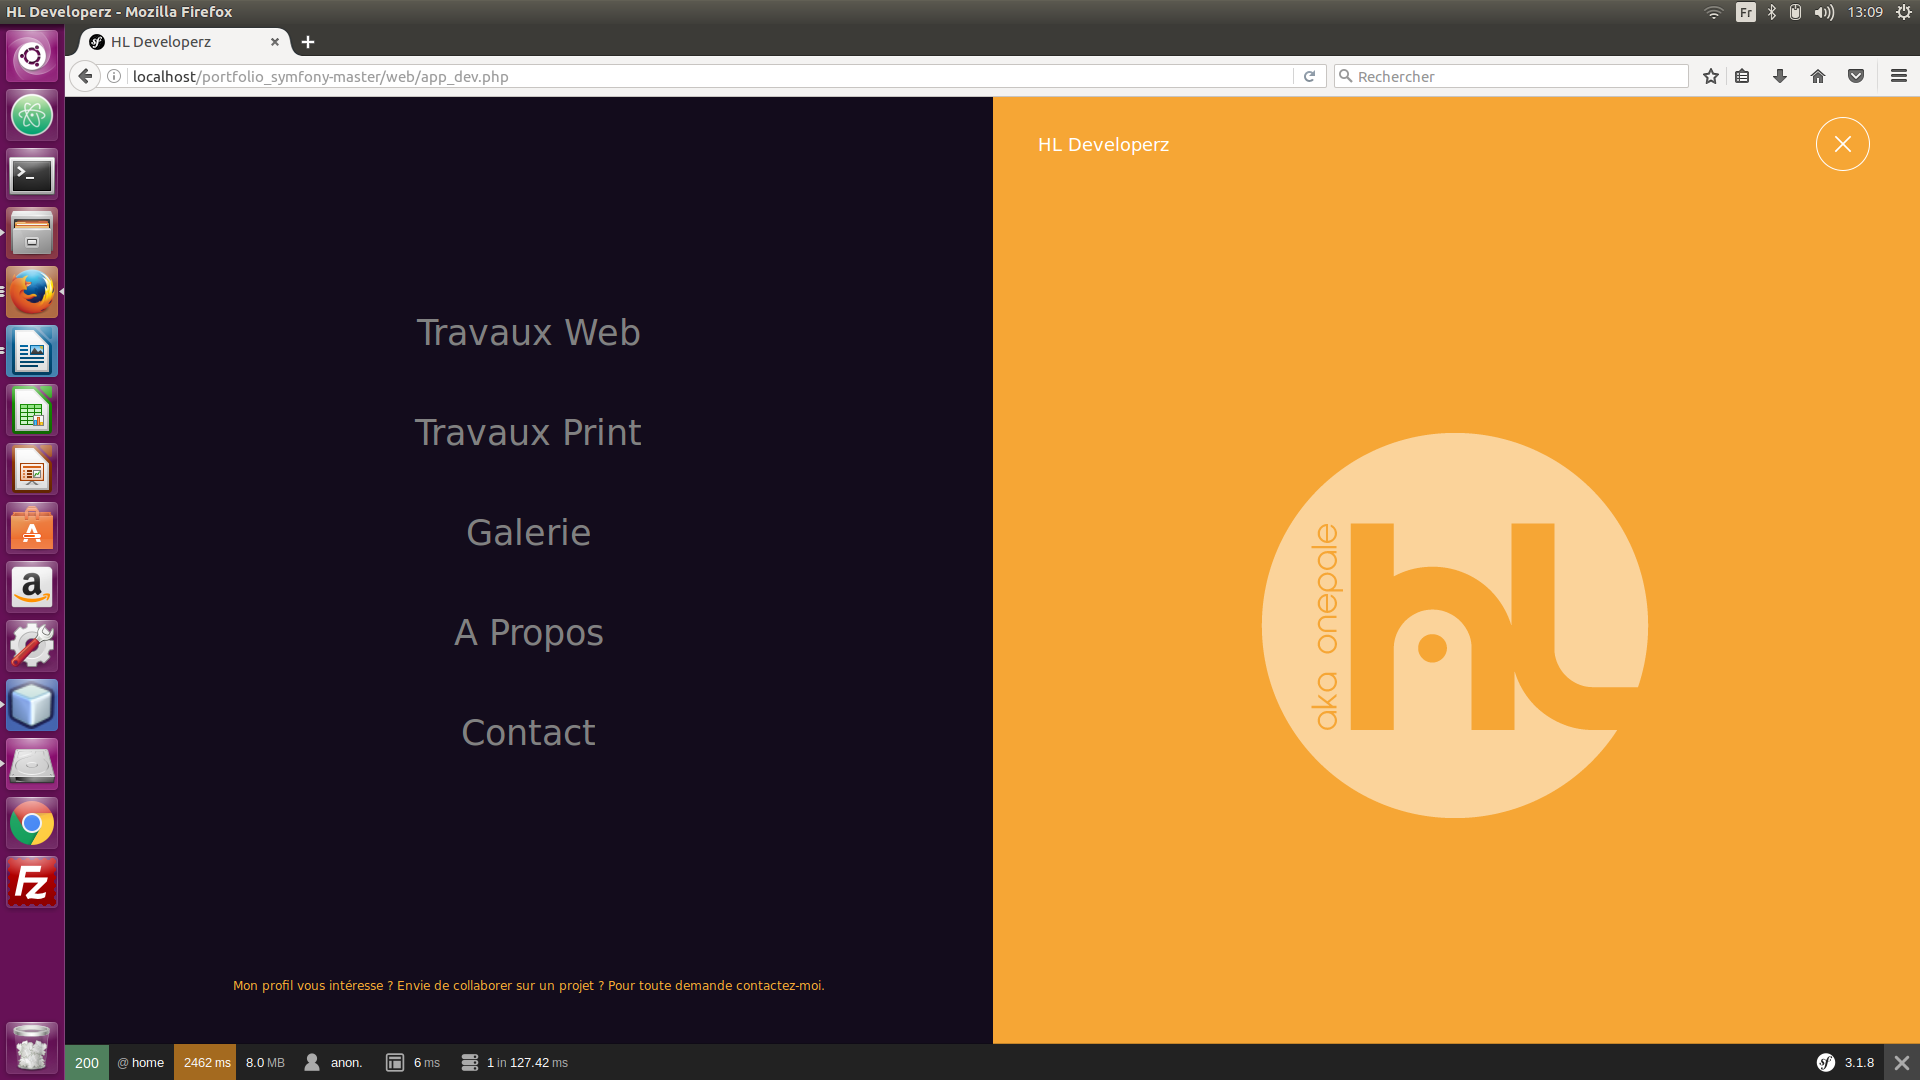 HL Developerz - Mozilla Firefox
Fr
13:09
HL Developerz
localhost/portfolio_symfony-master/web/app_dev.php
Rechercher
HL Developerz
Travaux Web
Travaux Print
Galerie
A Propos
Contact
aka onepale
hl
Mon profil vous intéresse ? Envie de collaborer sur un projet ? Pour toute demande contactez-moi.
200 @ home 2462 ms 8.0 MB anon. 6 ms 1 in 127.42 ms
sf 3.1.8